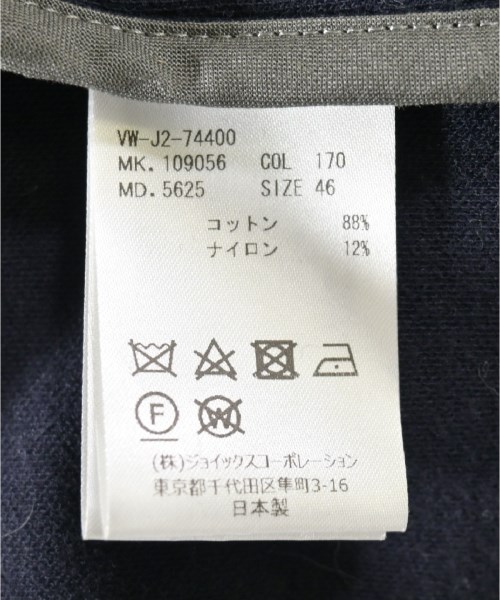 VW-J2-74400
MK. 109056 COL 170
MD. 5625 SIZE 46
コットン 88%
ナイロン 12%
F W
(株)ジョイックスコーポレーション
東京都千代田区隼町3-16
日本製